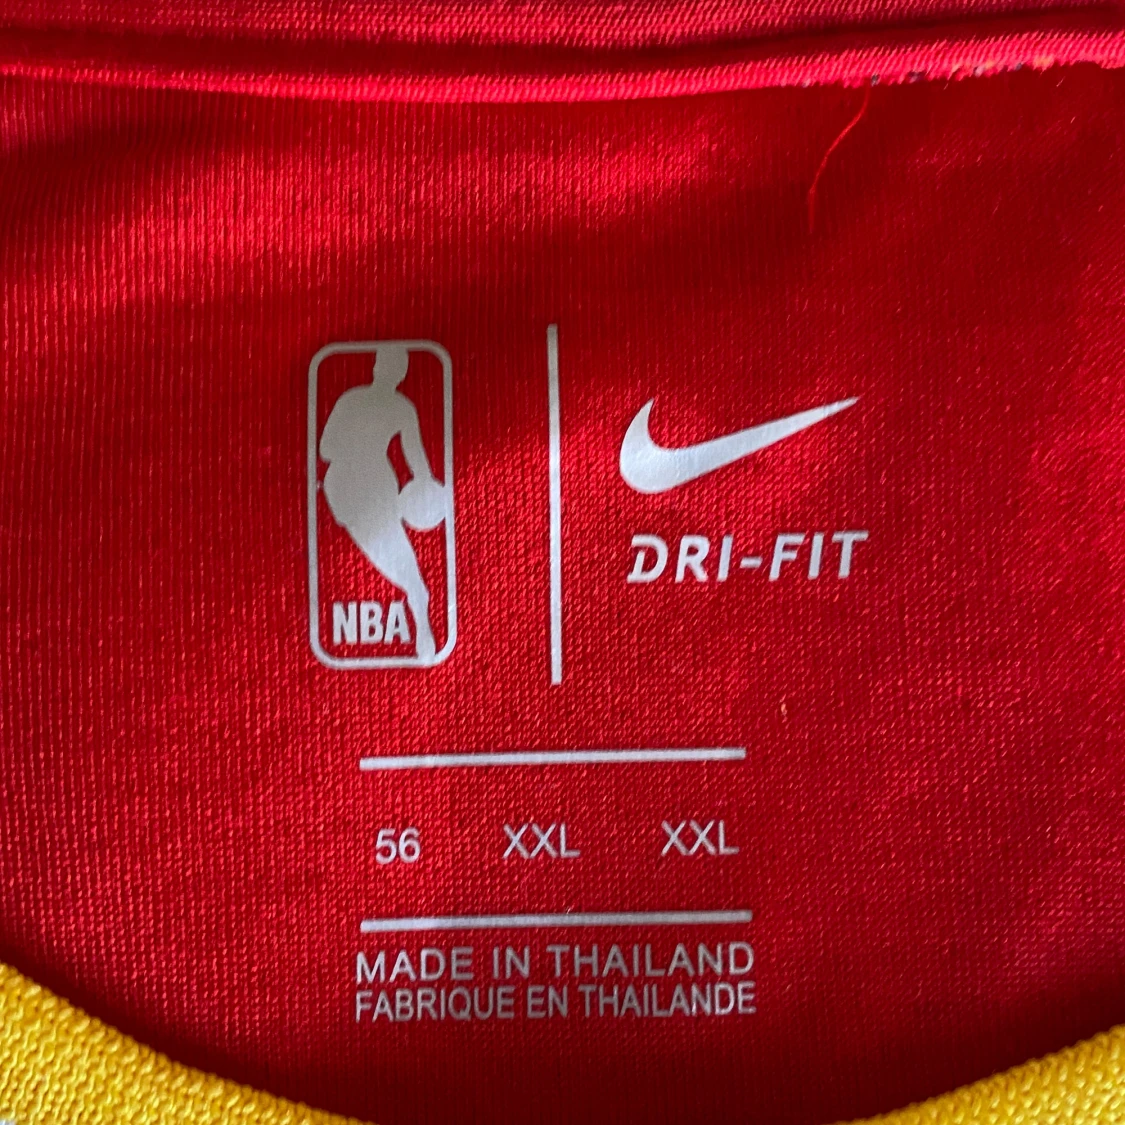 NBA
DRI-FIT
56 XXL XXL
MADE IN THAILAND
FABRIQUE EN THAILANDE